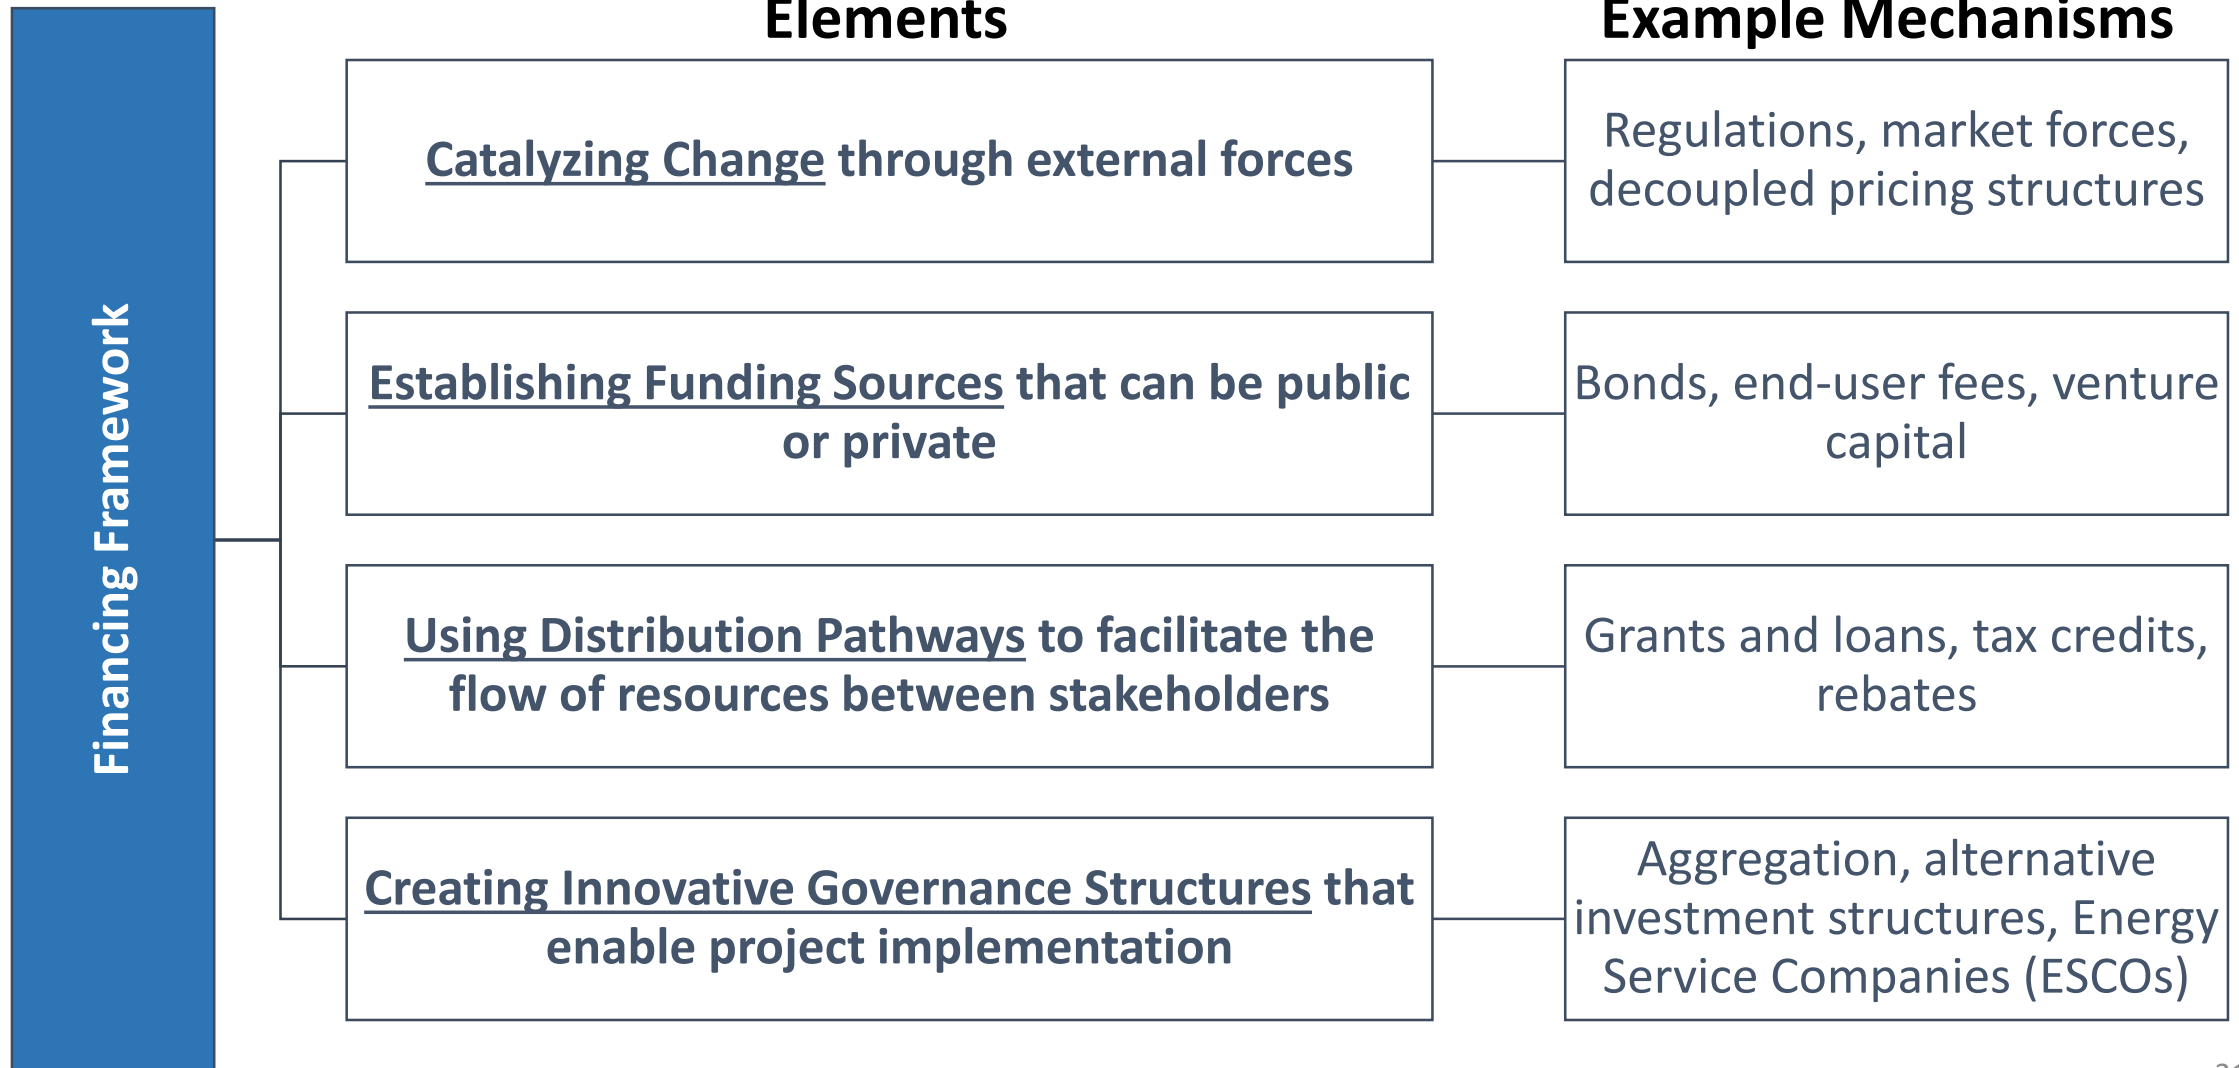 Elements
Example Mechanisms
Financing Framework
Catalyzing Change through external forces
Regulations, market forces,
decoupled pricing structures
Establishing Funding Sources that can be public
or private
Bonds, end-user fees, venture
capital
Using Distribution Pathways to facilitate the
flow of resources between stakeholders
Grants and loans, tax credits,
rebates
Creating Innovative Governance Structures that
enable project implementation
Aggregation, alternative
investment structures, Energy
Service Companies (ESCOs)